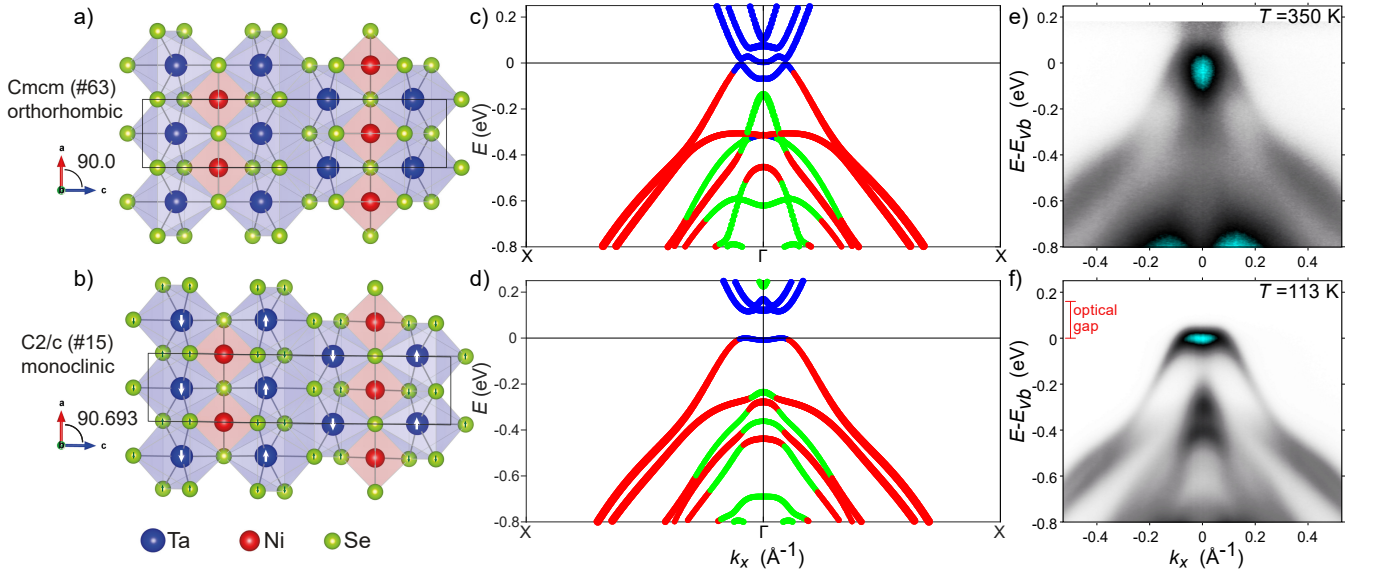 a)
Cmcm (#63)
orthorhombic
a
90.0
c
b)
C2/c (#15)
monoclinic
a
90.693
c
Ta Ni Se
c)
0.2
0
-0.2
-0.4
-0.6
-0.8
E (eV)
X Γ X
d)
0.2
0
-0.2
-0.4
-0.6
-0.8
E (eV)
X Γ X
kx (Å-1)
e)
T =350 K
0.2
0
-0.2
-0.4
-0.6
-0.8
E-Evb (eV)
-0.4 -0.2 0 0.2 0.4
f)
T =113 K
optical
gap
0.2
0
-0.2
-0.4
-0.6
-0.8
E-Evb (eV)
-0.4 -0.2 0 0.2 0.4
kx (Å-1)